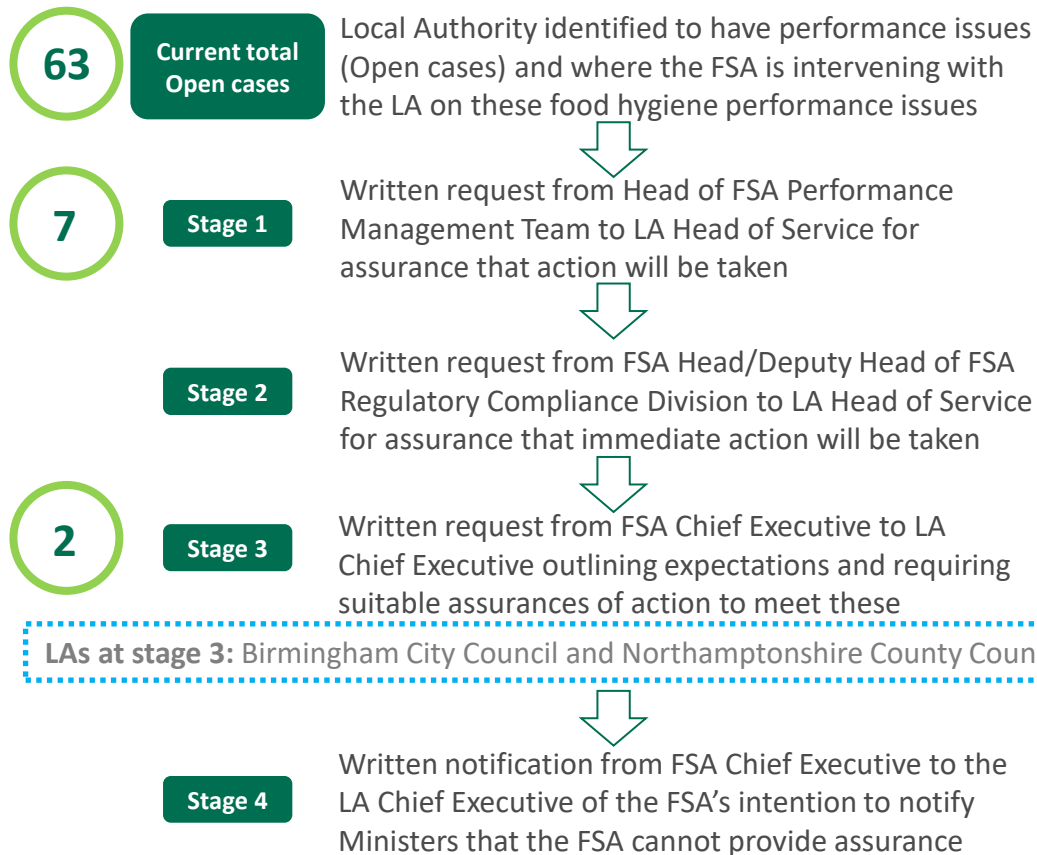 63
Current total
Open cases
Local Authority identified to have performance issues
(Open cases) and where the FSA is intervening with
the LA on these food hygiene performance issues
7
Stage 1
Written request from Head of FSA Performance
Management Team to LA Head of Service for
assurance that action will be taken
Stage 2
Written request from FSA Head/Deputy Head of FSA
Regulatory Compliance Division to LA Head of Service
for assurance that immediate action will be taken
2
Stage 3
Written request from FSA Chief Executive to LA
Chief Executive outlining expectations and requiring
suitable assurances of action to meet these
LAs at stage 3: Birmingham City Council and Northamptonshire County Coun
Stage 4
Written notification from FSA Chief Executive to the
LA Chief Executive of the FSA’s intention to notify
Ministers that the FSA cannot provide assurance